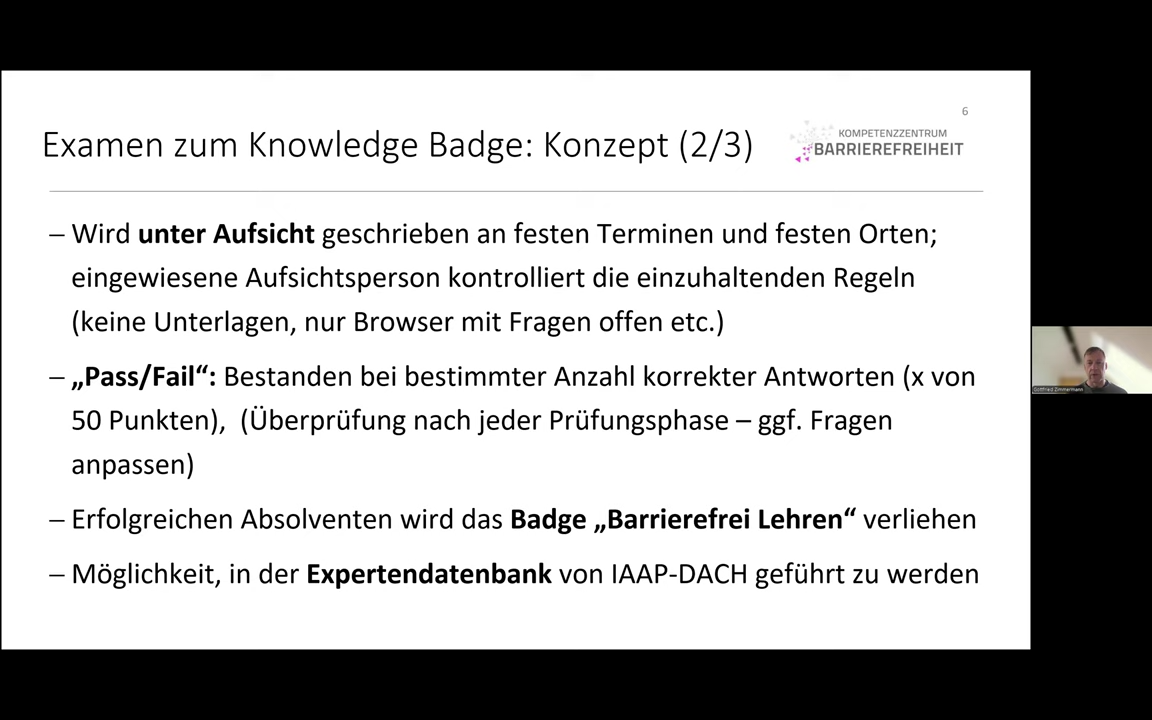 6
Examen zum Knowledge Badge: Konzept (2/3)
KOMPETENZZENTRUM
BARRIEREFREIHEIT
– Wird unter Aufsicht geschrieben an festen Terminen und festen Orten;
eingewiesene Aufsichtsperson kontrolliert die einzuhaltenden Regeln
(keine Unterlagen, nur Browser mit Fragen offen etc.)
– „Pass/Fail“: Bestanden bei bestimmter Anzahl korrekter Antworten (x von
50 Punkten), (Überprüfung nach jeder Prüfungsphase – ggf. Fragen
anpassen)
– Erfolgreichen Absolventen wird das Badge „Barrierefrei Lehren“ verliehen
– Möglichkeit, in der Expertendatenbank von IAAP-DACH geführt zu werden
Gottfried Zimmermann